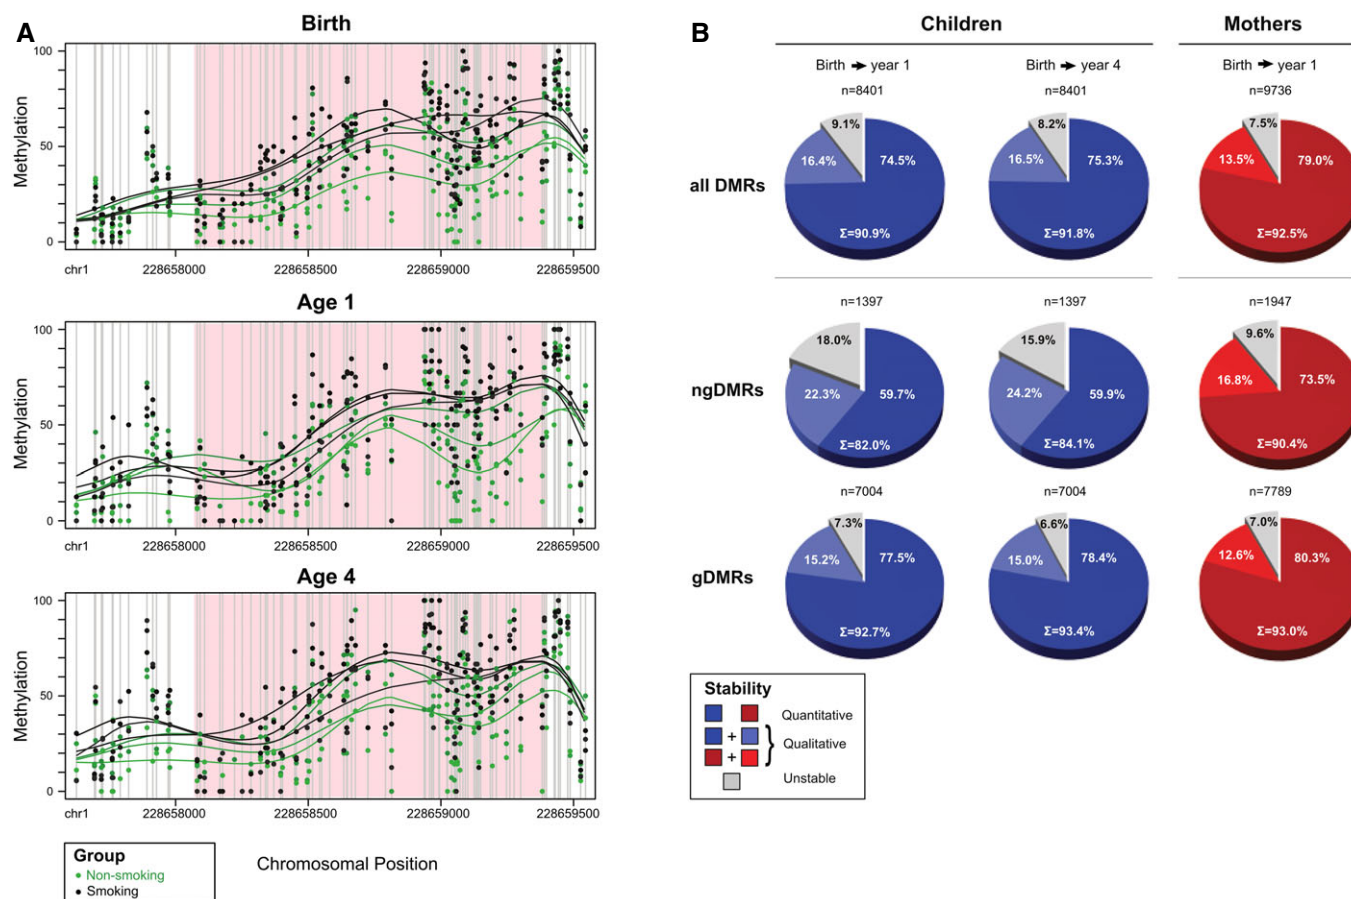 A
Birth
Methylation
100
50
0
chr1 228658000 228658500 228659000 228659500
Age 1
Methylation
100
50
0
chr1 228658000 228658500 228659000 228659500
Age 4
Methylation
100
50
0
chr1 228658000 228658500 228659000 228659500
Chromosomal Position
Group
Non-smoking
Smoking
B
Children Mothers
Birth → year 1 Birth → year 4 Birth → year 1
n=8401 n=8401 n=9736
all DMRs
9.1% 16.4% 74.5% Σ=90.9%
8.2% 16.5% 75.3% Σ=91.8%
7.5% 13.5% 79.0% Σ=92.5%
n=1397 n=1397 n=1947
ngDMRs
18.0% 22.3% 59.7% Σ=82.0%
15.9% 24.2% 59.9% Σ=84.1%
9.6% 16.8% 73.5% Σ=90.4%
n=7004 n=7004 n=7789
gDMRs
7.3% 15.2% 77.5% Σ=92.7%
6.6% 15.0% 78.4% Σ=93.4%
7.0% 12.6% 80.3% Σ=93.0%
Stability
Quantitative
+ } Qualitative
+
Unstable